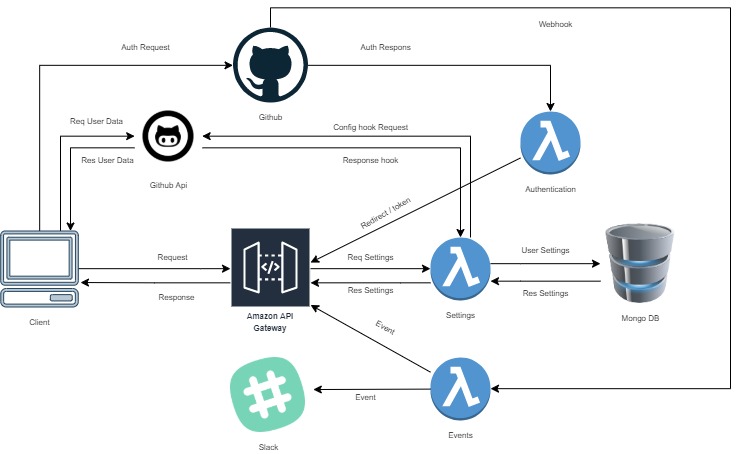 Webhook
Auth Request
Auth Respons
Github
Req User Data
Config hook Request
Res User Data
Response hook
Github Api
Authentication
Redirect / token
Request
Req Settings
User Settings
Response
Res Settings
Res Settings
Client
Amazon API
Gateway
Settings
Mongo DB
Event
Event
Slack
Events